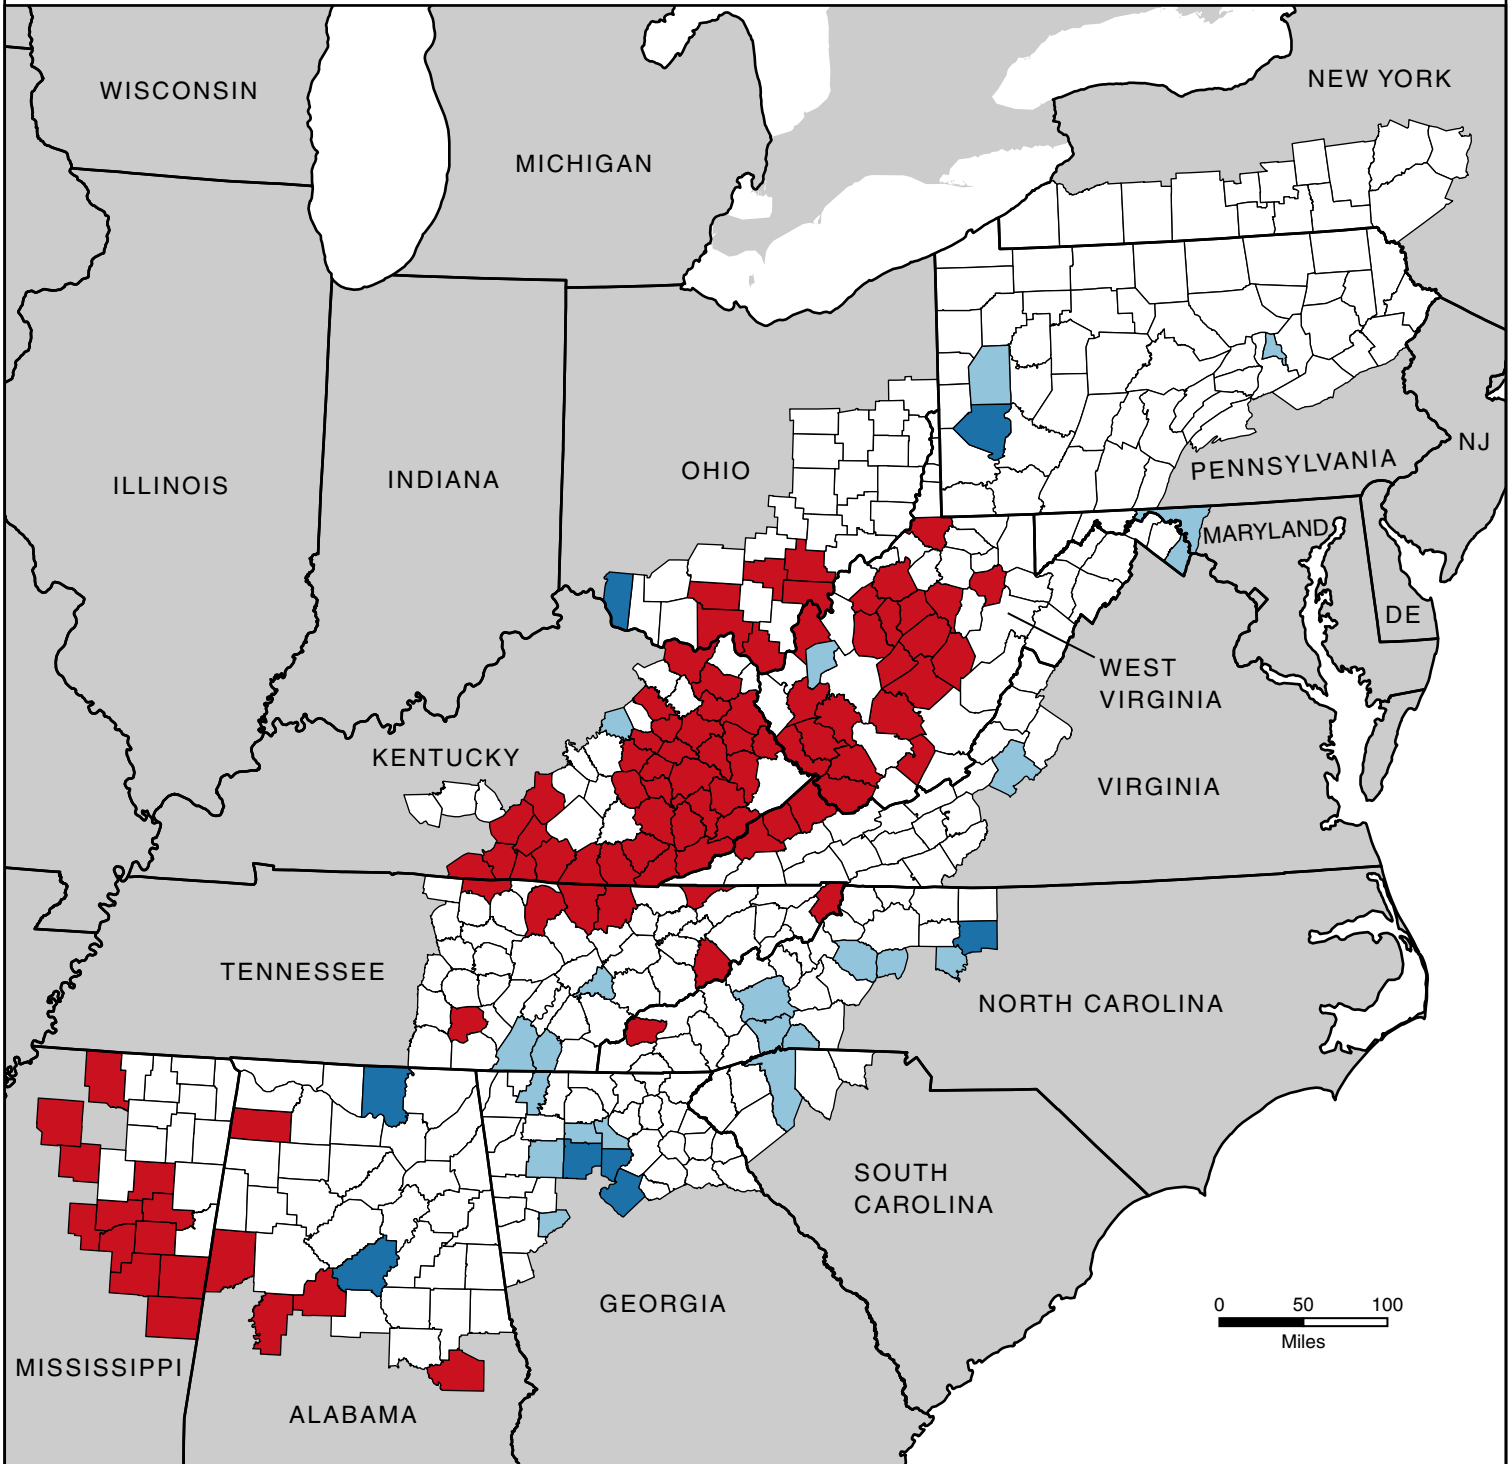 WISCONSIN
NEW YORK
MICHIGAN
ILLINOIS
INDIANA
OHIO
PENNSYLVANIA
NJ
MARYLAND
DE
WEST
VIRGINIA
KENTUCKY
VIRGINIA
TENNESSEE
NORTH CAROLINA
SOUTH
CAROLINA
GEORGIA
0 50 100
Miles
MISSISSIPPI
ALABAMA